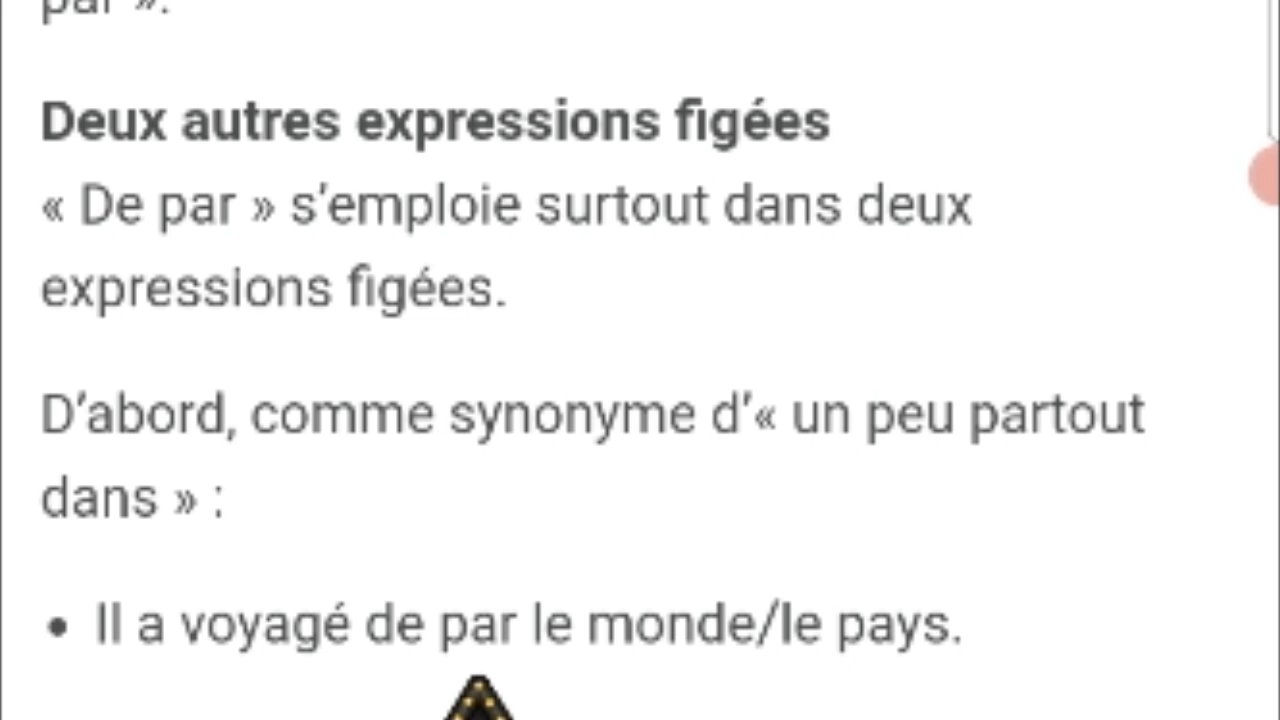 par ».
Deux autres expressions figées
« De par » s’emploie surtout dans deux
expressions figées.
D’abord, comme synonyme d’« un peu partout
dans » :
• Il a voyagé de par le monde/le pays.